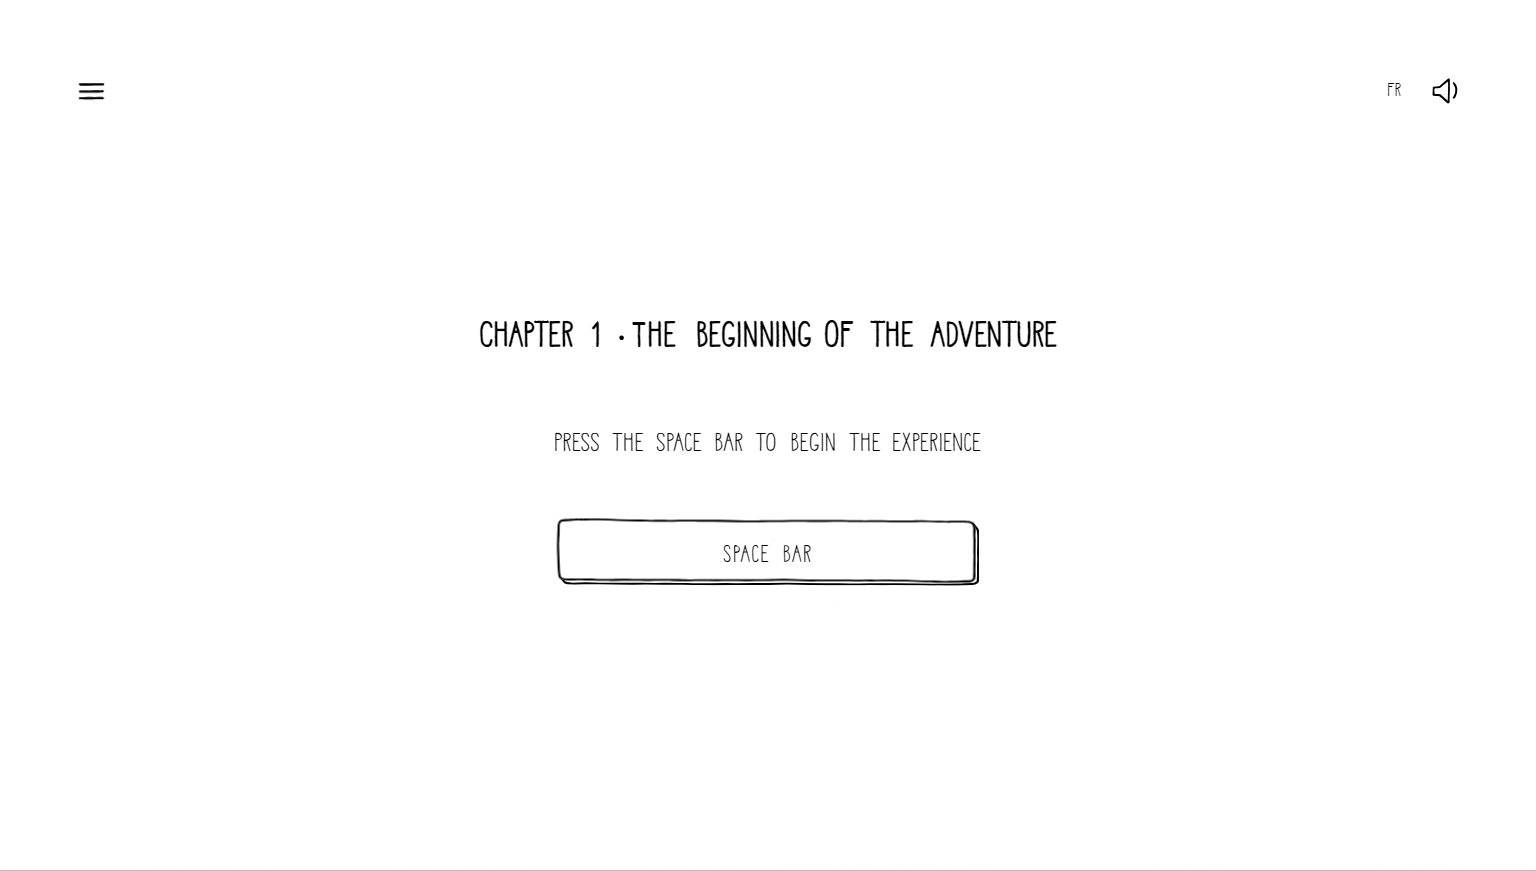 FR
CHAPTER 1 · THE BEGINNING OF THE ADVENTURE
PRESS THE SPACE BAR TO BEGIN THE EXPERIENCE
SPACE BAR